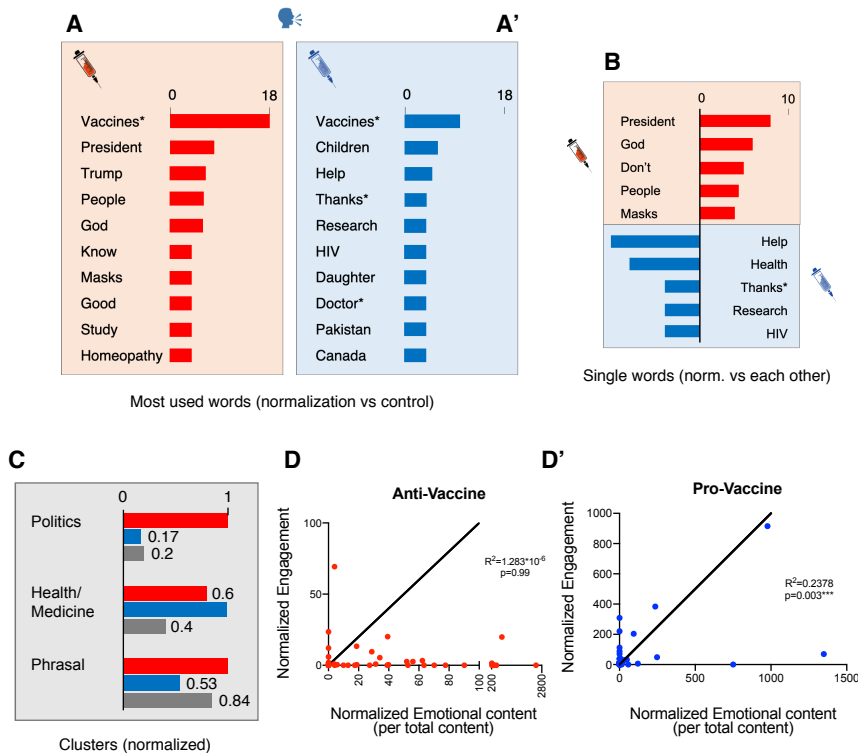 A
A'
0 18
Vaccines*
President
Trump
People
God
Know
Masks
Good
Study
Homeopathy
0 18
Vaccines*
Children
Help
Thanks*
Research
HIV
Daughter
Doctor*
Pakistan
Canada
Most used words (normalization vs control)
B
0 10
President
God
Don't
People
Masks
Help
Health
Thanks*
Research
HIV
Single words (norm. vs each other)
C
0 1
Politics
0.17
0.2
Health/
Medicine
0.6
0.4
Phrasal
0.53
0.84
Clusters (normalized)
D
Anti-Vaccine
Normalized Engagement
100
50
0
R²=1.283*10⁻⁶
p=0.99
0 20 40 60 80 100 200 2800
Normalized Emotional content
(per total content)
D'
Pro-Vaccine
Normalized Engagement
1000
800
600
400
200
0
R²=0.2378
p=0.003***
0 500 1000 1500
Normalized Emotional content
(per total content)